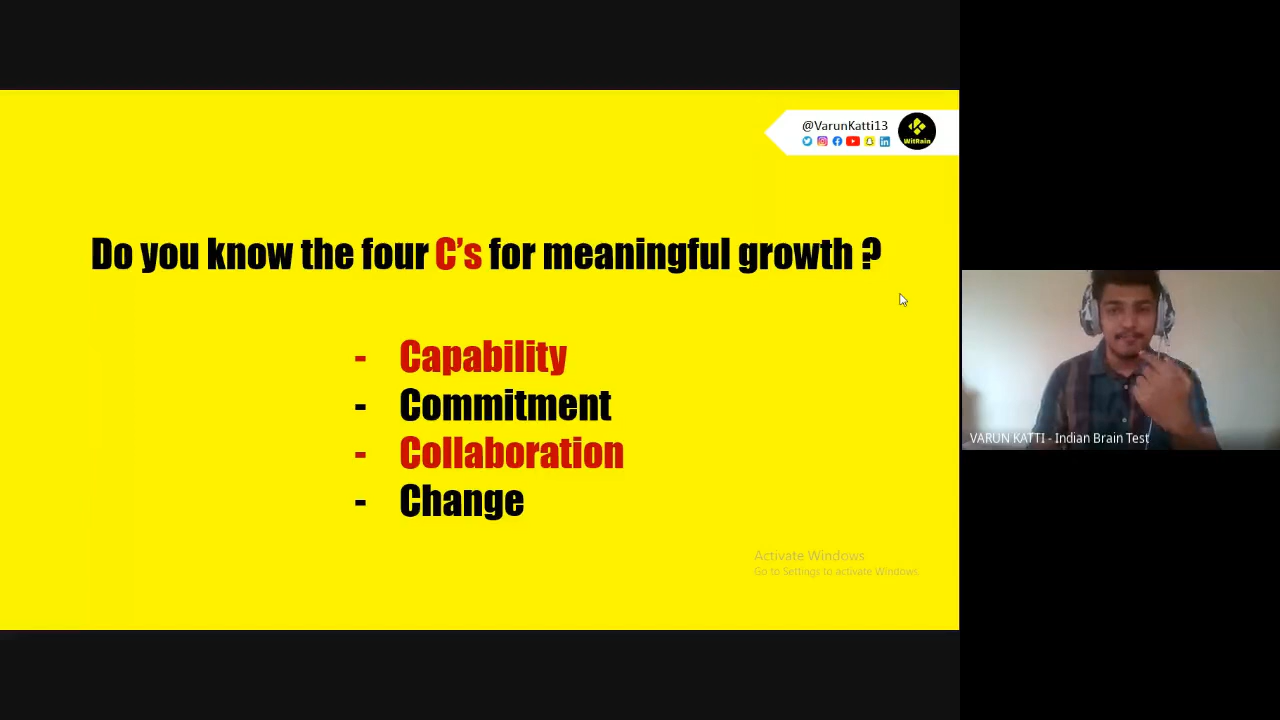 @VarunKatti13
WitRain
Do you know the four C's for meaningful growth ?
- Capability
- Commitment
- Collaboration
- Change
Activate Windows
Go to Settings to activate Windows.
VARUN KATTI - Indian Brain Test